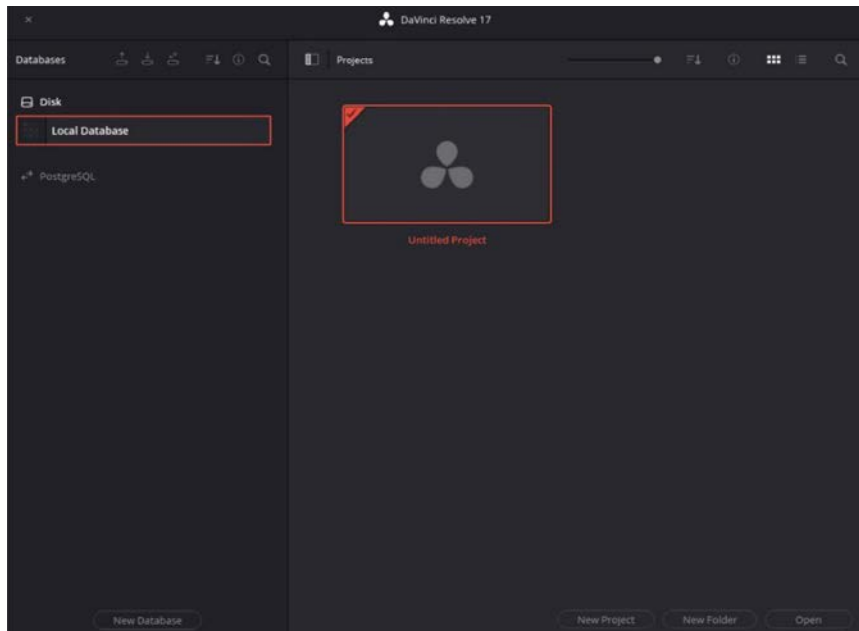 DaVinci Resolve 17
Databases
Projects
Disk
Local Database
PostgreSQL
Untitled Project
New Database
New Project
New Folder
Open